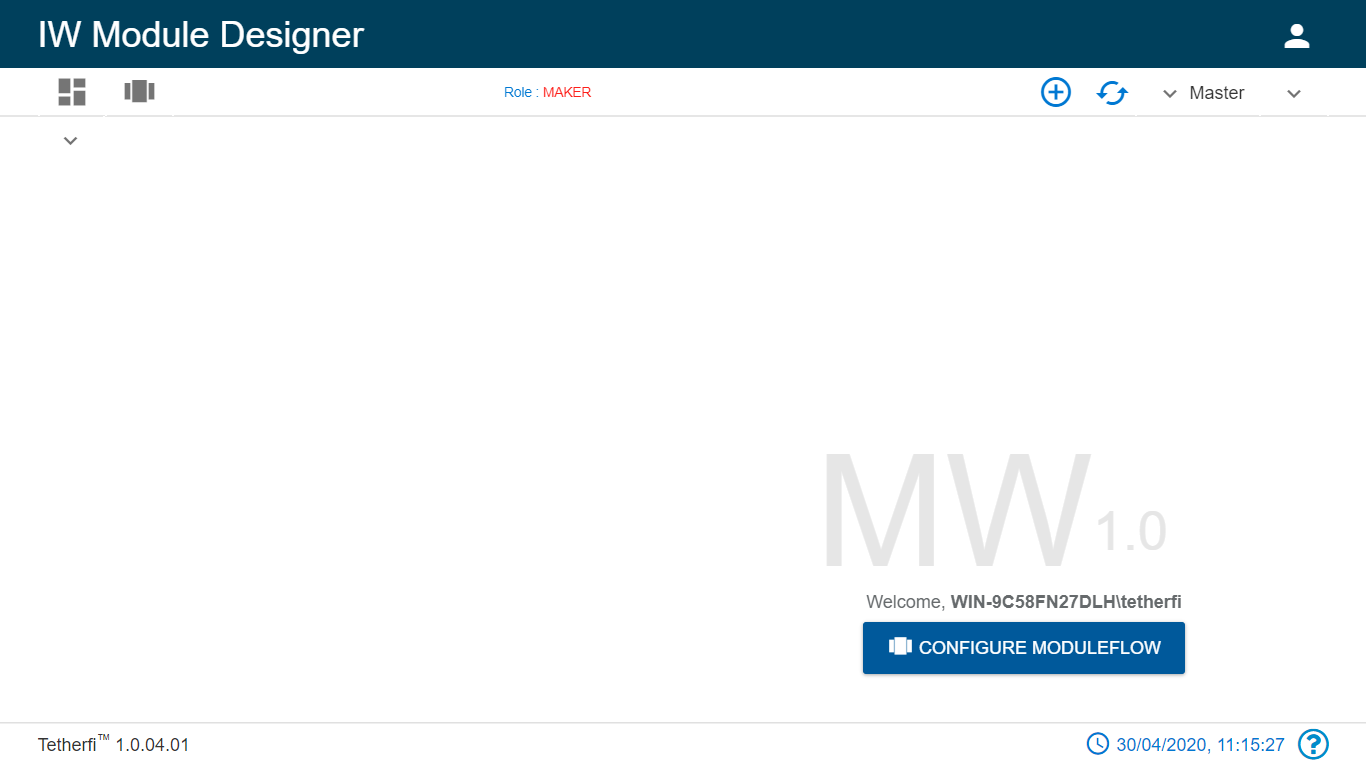 IW Module Designer
Role : MAKER
Master
MW 1.0
Welcome, WIN-9C58FN27DLH\tetherfi
CONFIGURE MODULEFLOW
Tetherfi™ 1.0.04.01
30/04/2020, 11:15:27 ?